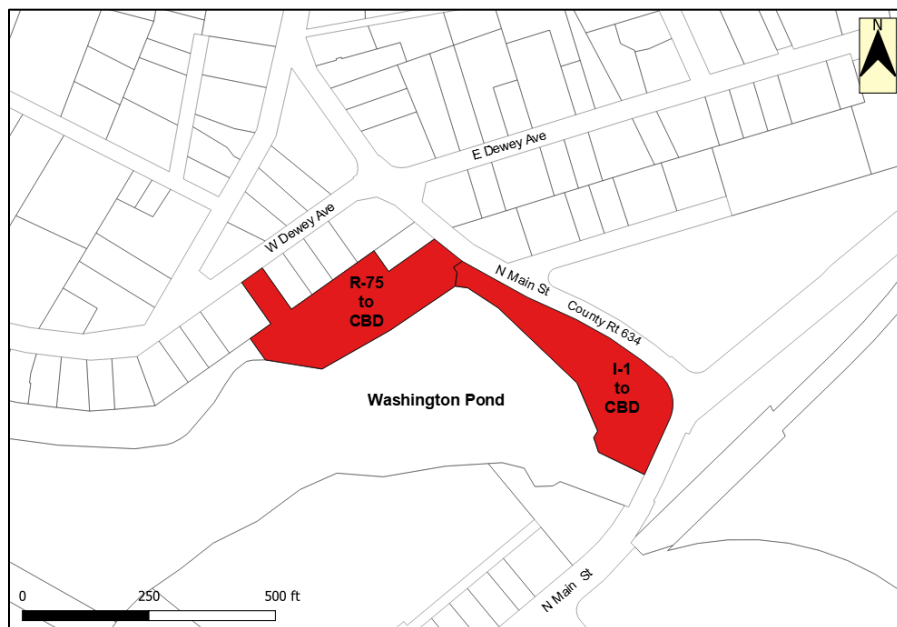 N
E Dewey Ave
W Dewey Ave
R-75
to
CBD
N Main St
County Rt 634
I-1
to
CBD
Washington Pond
N Main St
0 250 500 ft